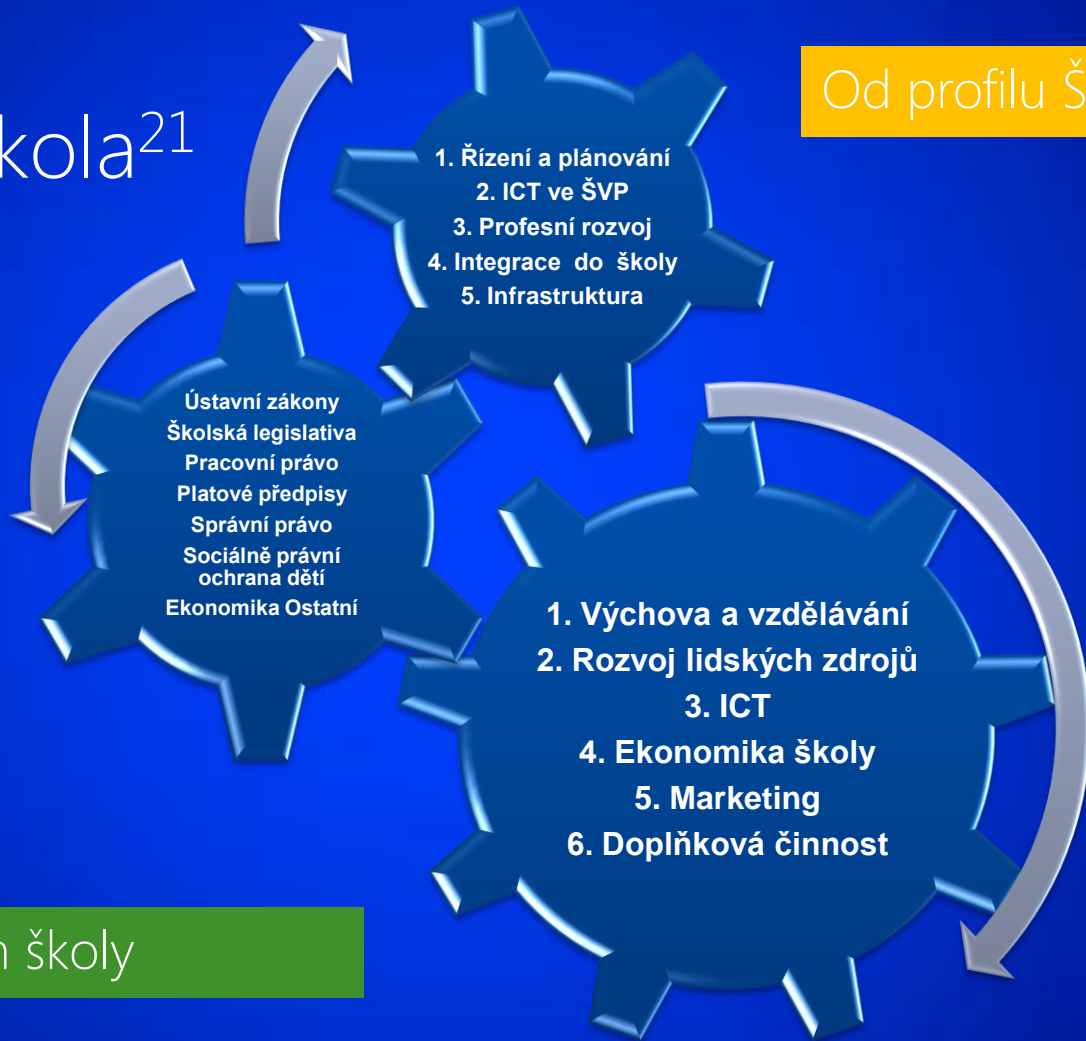 kola²¹
Od profilu Š
1. Řízení a plánování
2. ICT ve ŠVP
3. Profesní rozvoj
4. Integrace do školy
5. Infrastruktura
Ústavní zákony
Školská legislativa
Pracovní právo
Platové předpisy
Správní právo
Sociálně právní
ochrana dětí
Ekonomika Ostatní
1. Výchova a vzdělávání
2. Rozvoj lidských zdrojů
3. ICT
4. Ekonomika školy
5. Marketing
6. Doplňková činnost
školy